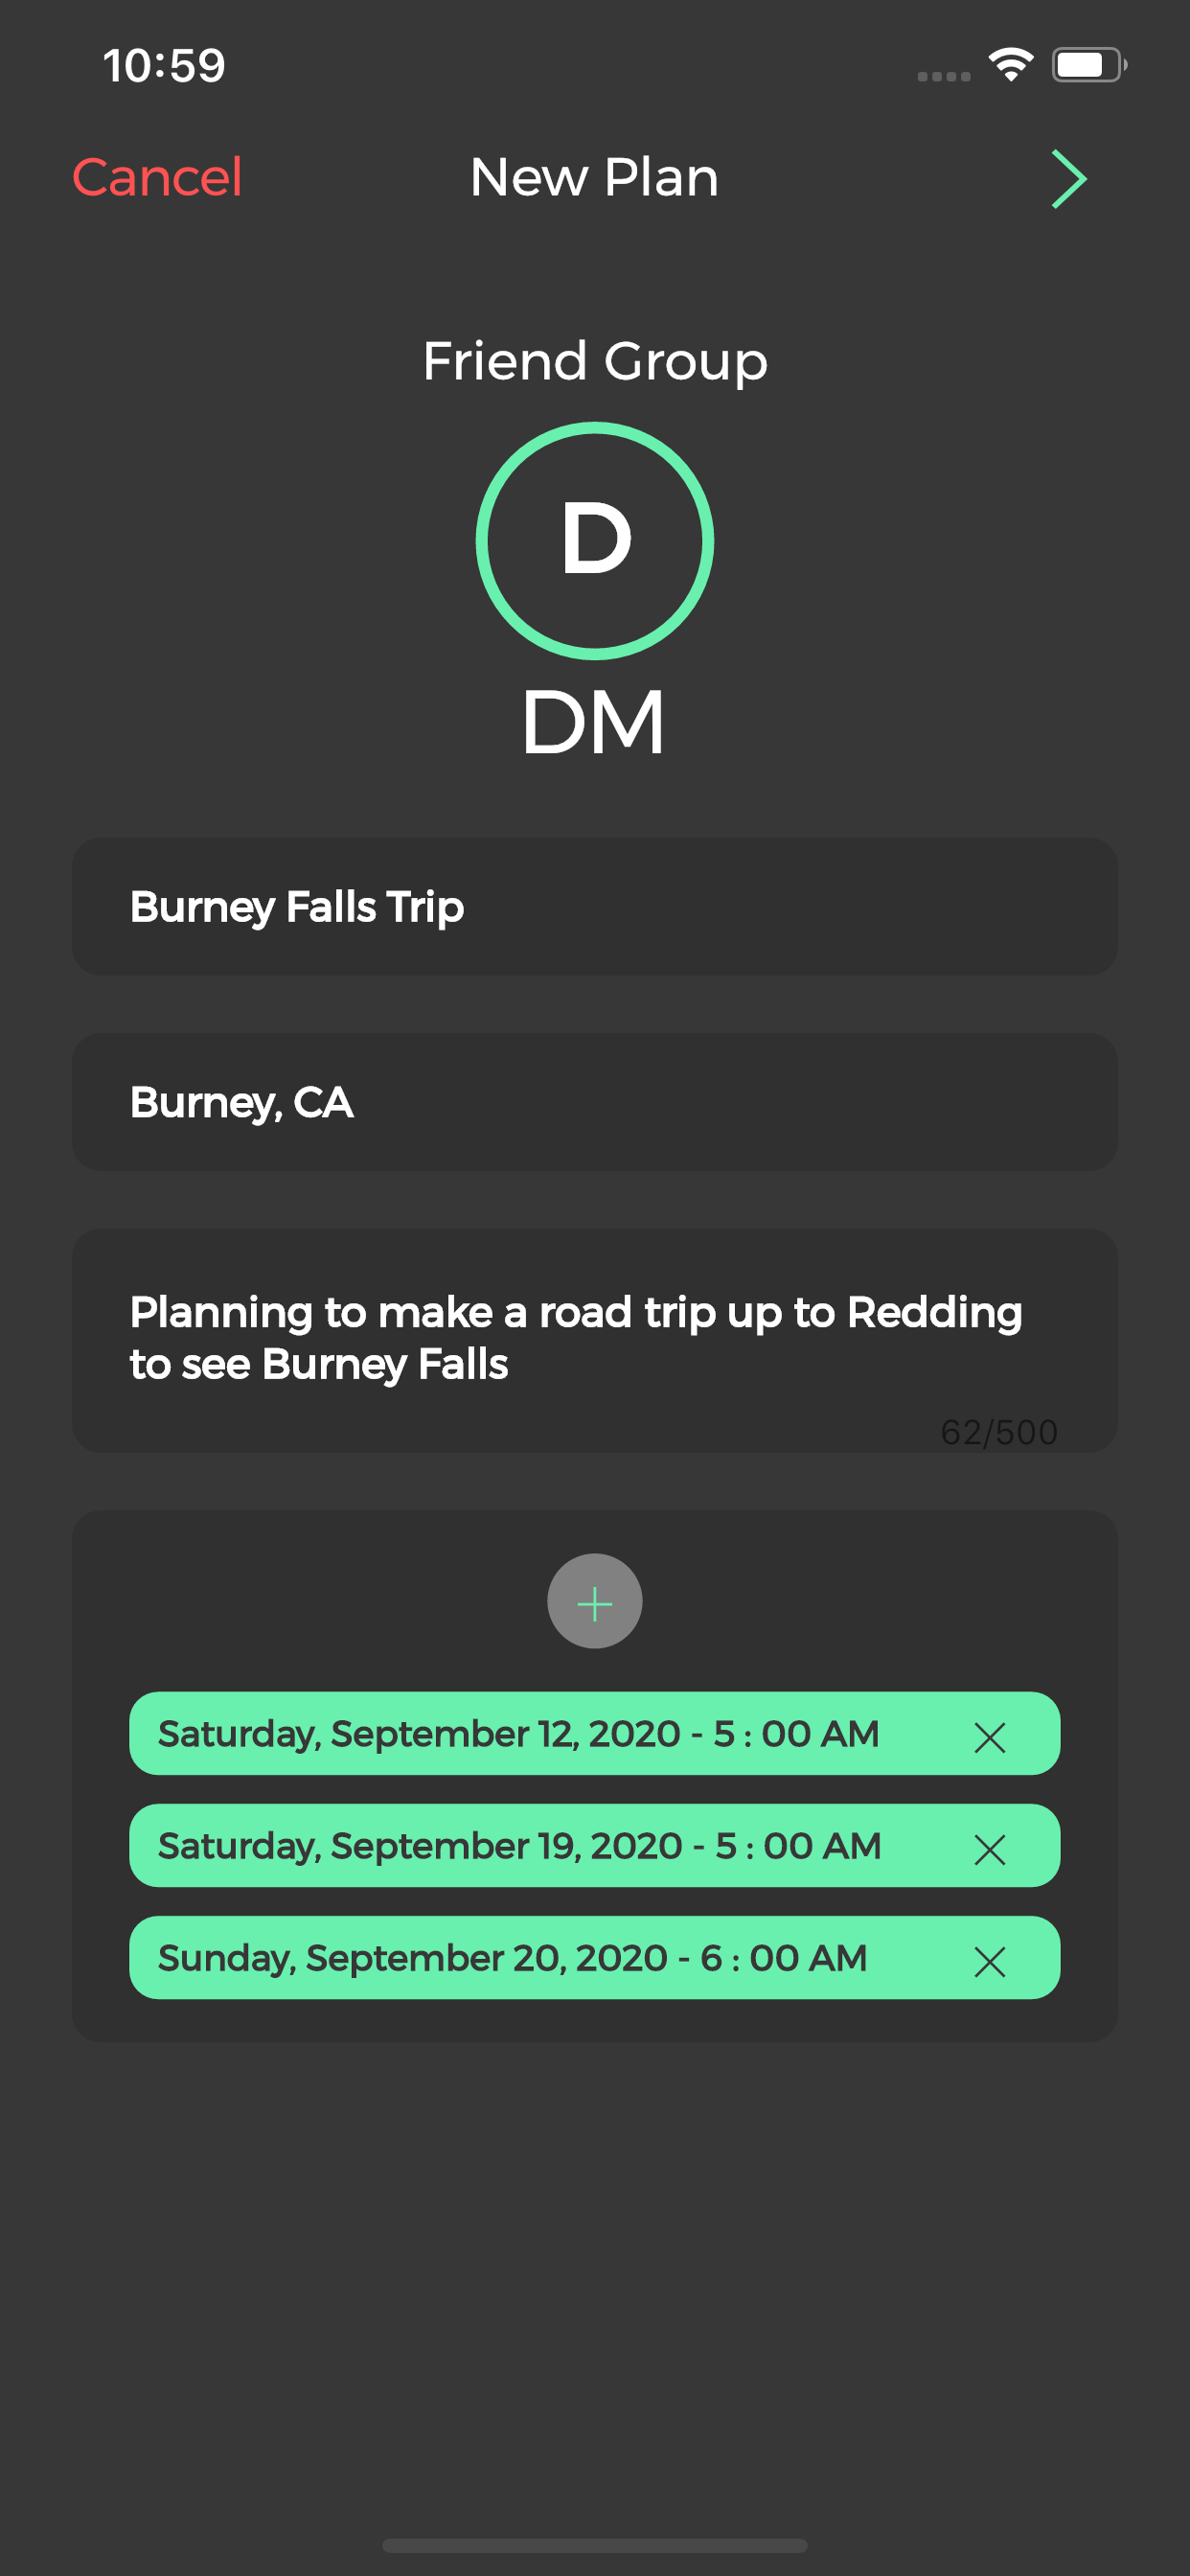 10:59
Cancel New Plan
Friend Group
D
DM
Burney Falls Trip
Burney, CA
Planning to make a road trip up to Redding
to see Burney Falls
62/500
Saturday, September 12, 2020 - 5 : 00 AM
Saturday, September 19, 2020 - 5 : 00 AM
Sunday, September 20, 2020 - 6 : 00 AM